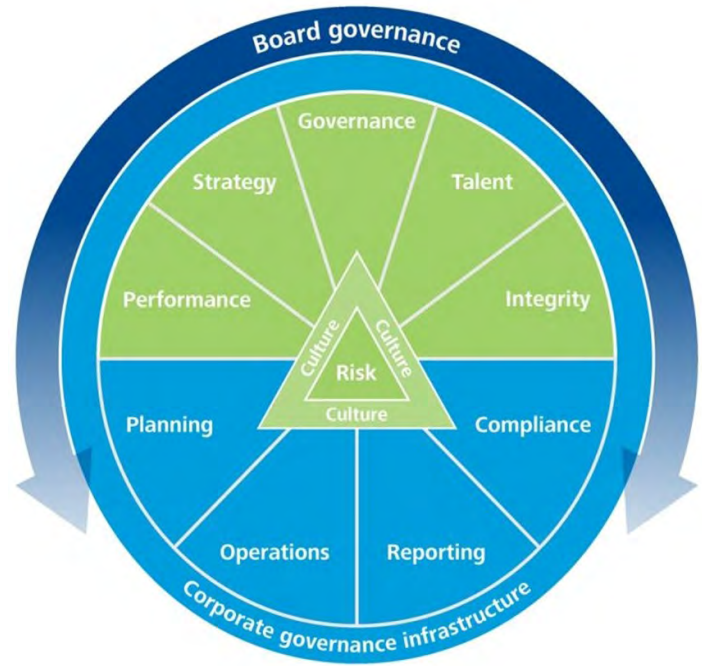 Board governance
Governance
Strategy
Talent
Performance
Integrity
Culture
Culture
Risk
Culture
Planning
Compliance
Operations
Reporting
Corporate governance infrastructure